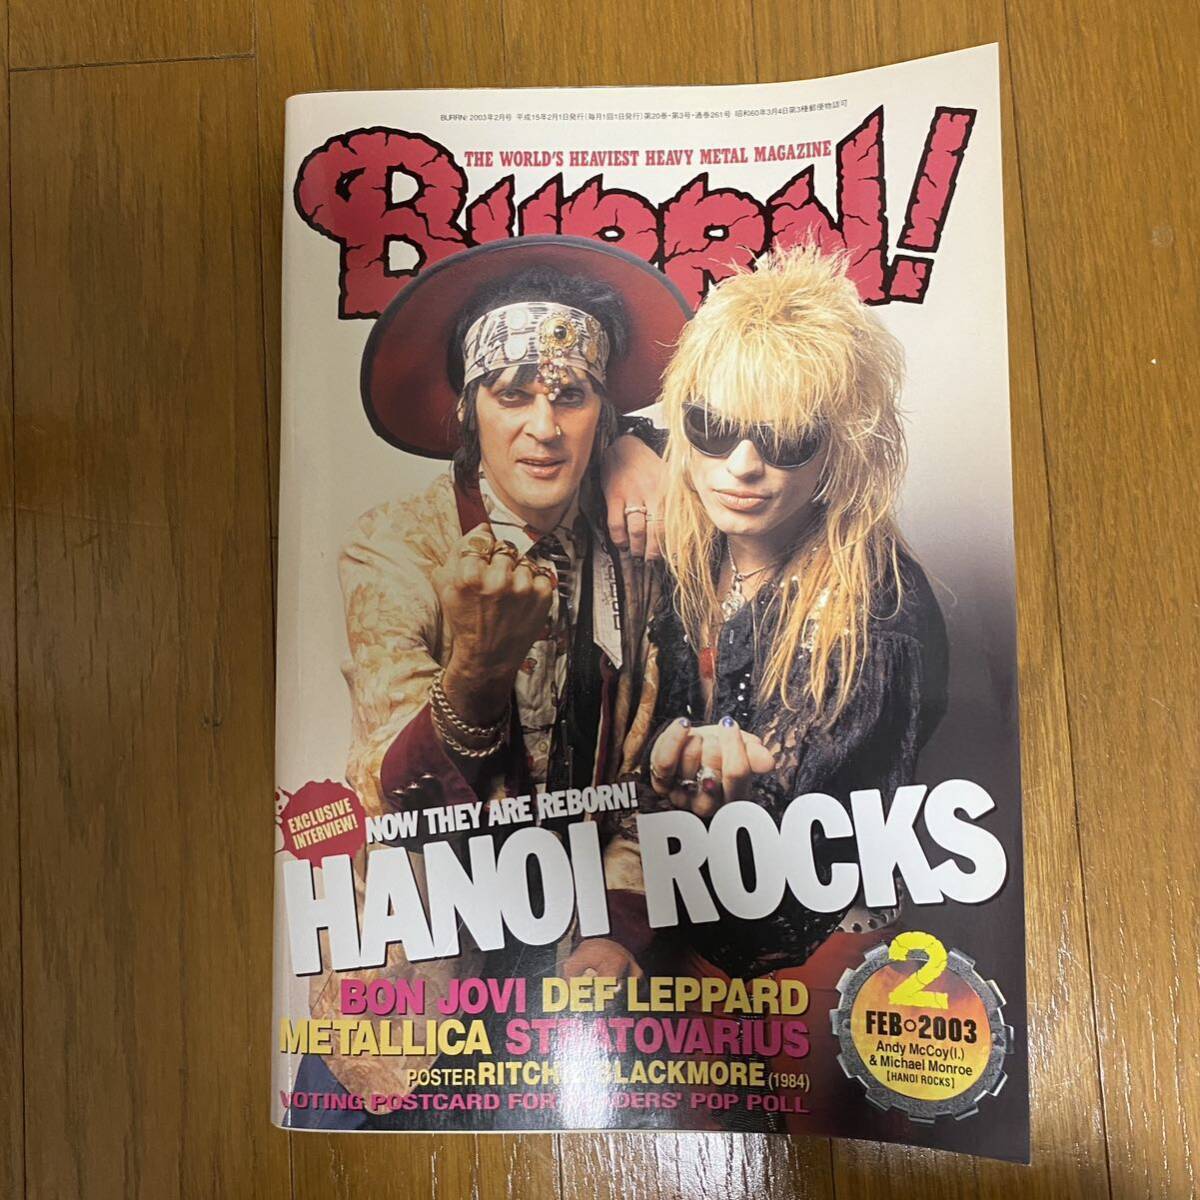 BURRN! 2003年2月号 平成15年2月1日発行(毎月1回1日発行)第20巻・第3号・通巻261号 昭和60年3月4日第3種郵便物認可
THE WORLD'S HEAVIEST HEAVY METAL MAGAZINE
BURRN!
EXCLUSIVE
INTERVIEW!
NOW THEY ARE REBORN!
HANOI ROCKS
BON JOVI DEF LEPPARD
METALLICA STRATOVARIUS
POSTER RITCHIE BLACKMORE (1984)
VOTING POSTCARD FOR READERS' POP POLL
2
FEB 2003
Andy McCoy(l.)
& Michael Monroe
[HANOI ROCKS]